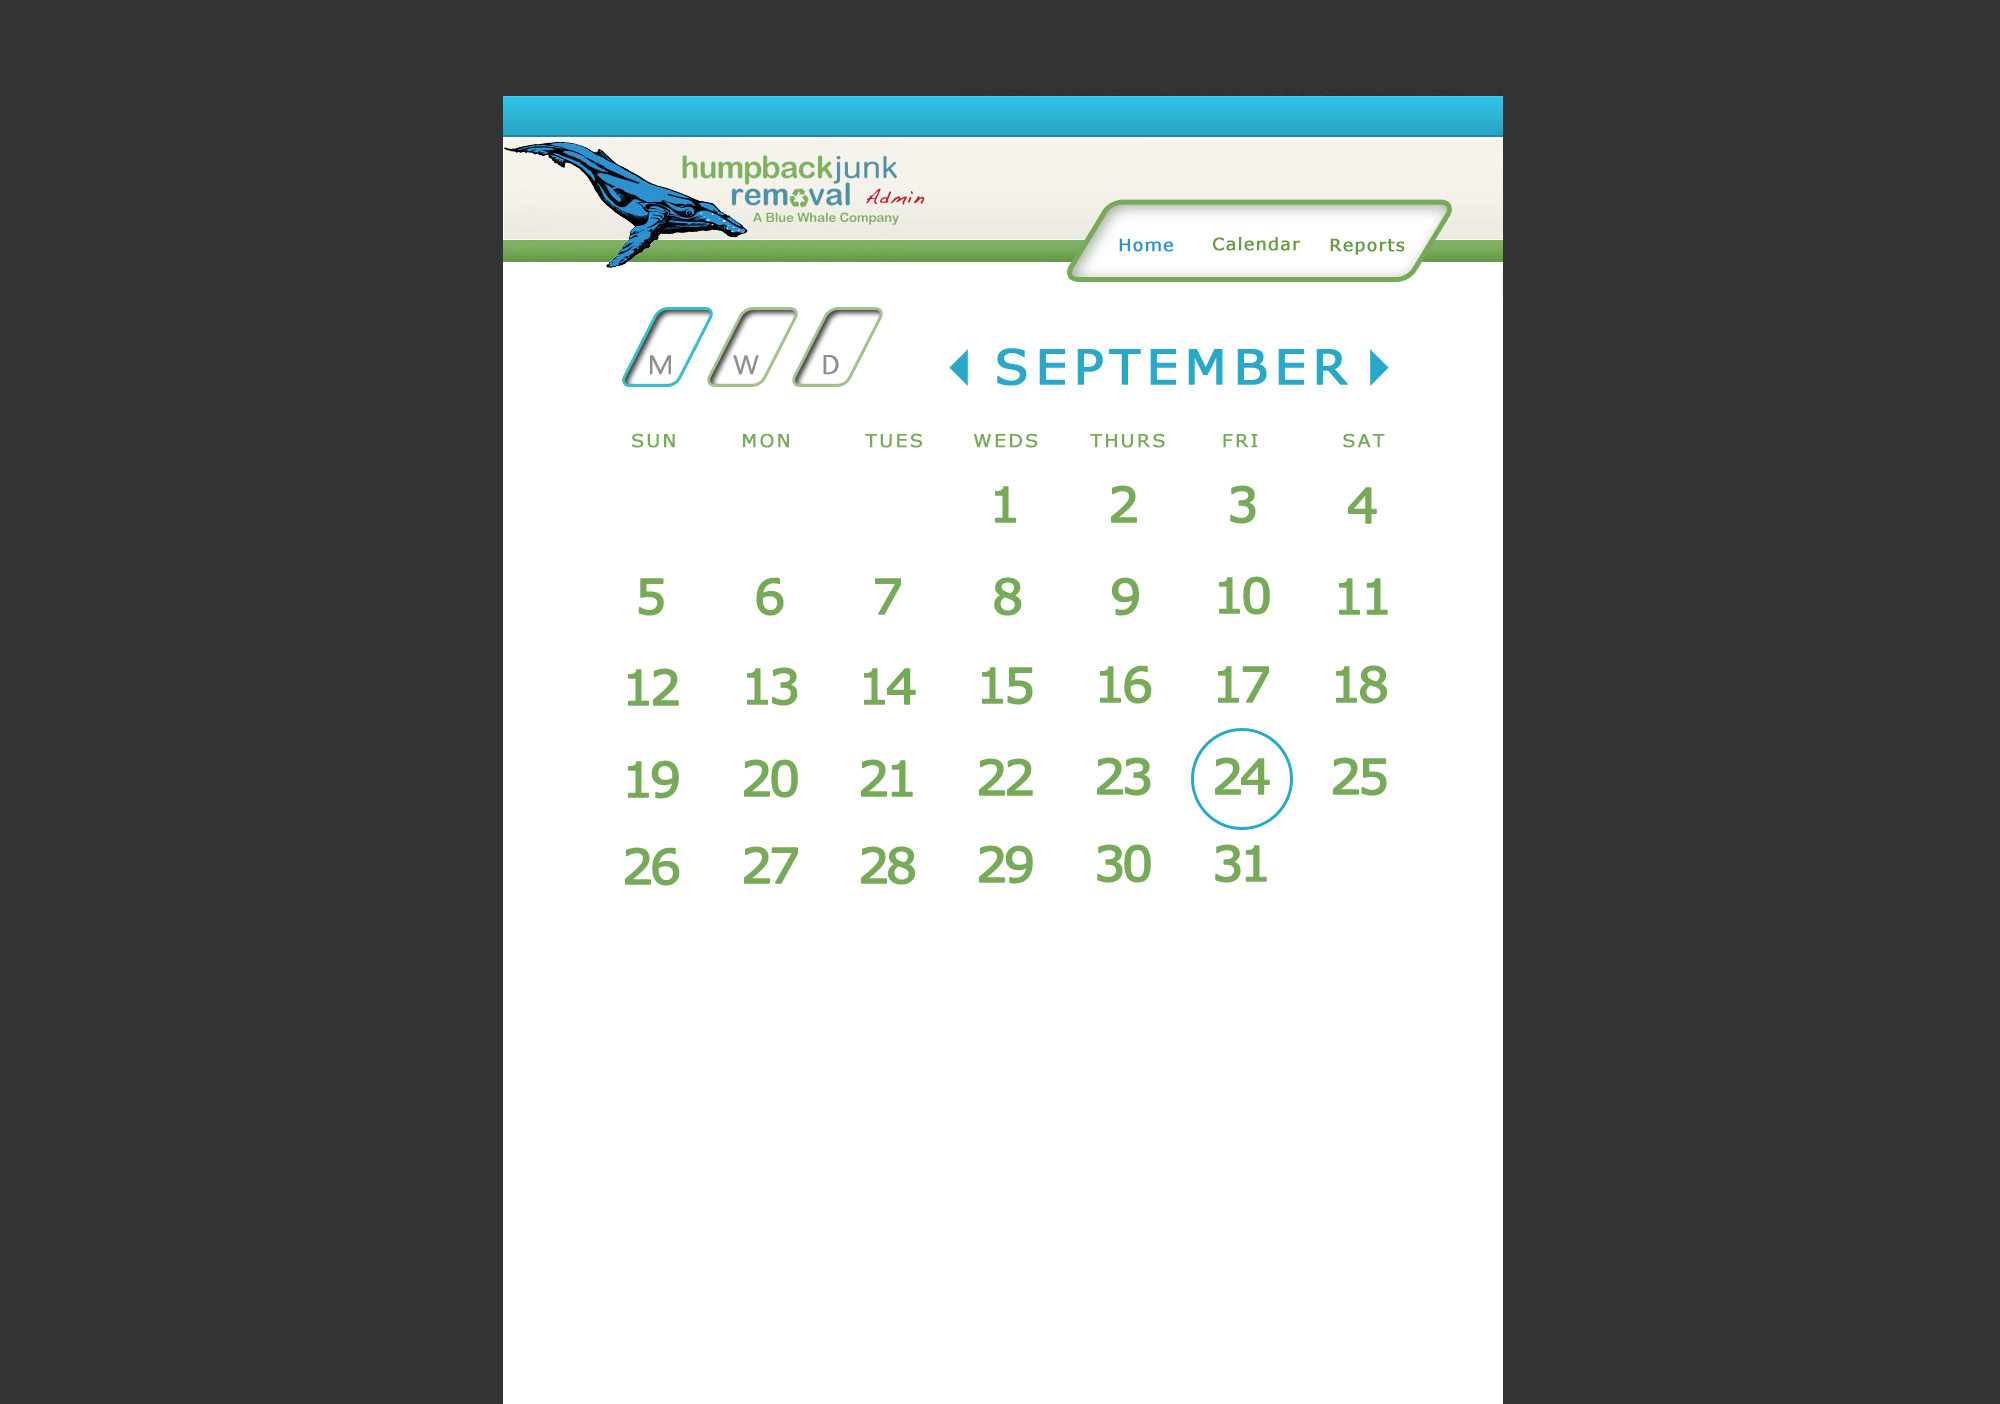 humpbackjunk
removal Admin
A Blue Whale Company
Home Calendar Reports
M W D
SEPTEMBER
SUN MON TUES WEDS THURS FRI SAT
1 2 3 4
5 6 7 8 9 10 11
12 13 14 15 16 17 18
19 20 21 22 23 24 25
26 27 28 29 30 31